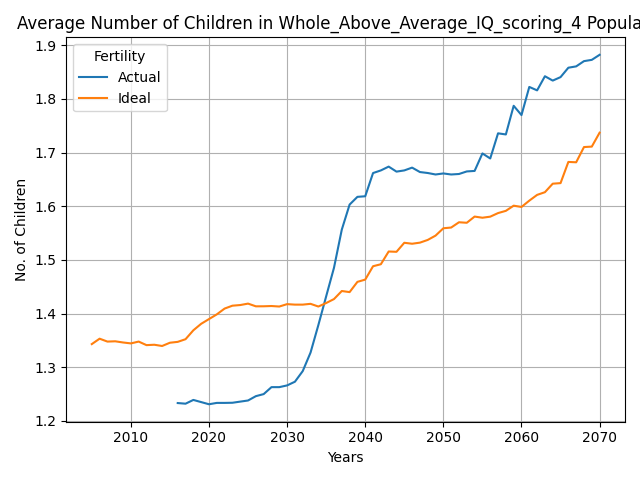 Average Number of Children in Whole_Above_Average_IQ_scoring_4 Popula
Fertility
Actual
Ideal
No. of Children
1.9
1.8
1.7
1.6
1.5
1.4
1.3
1.2
2010 2020 2030 2040 2050 2060 2070
Years